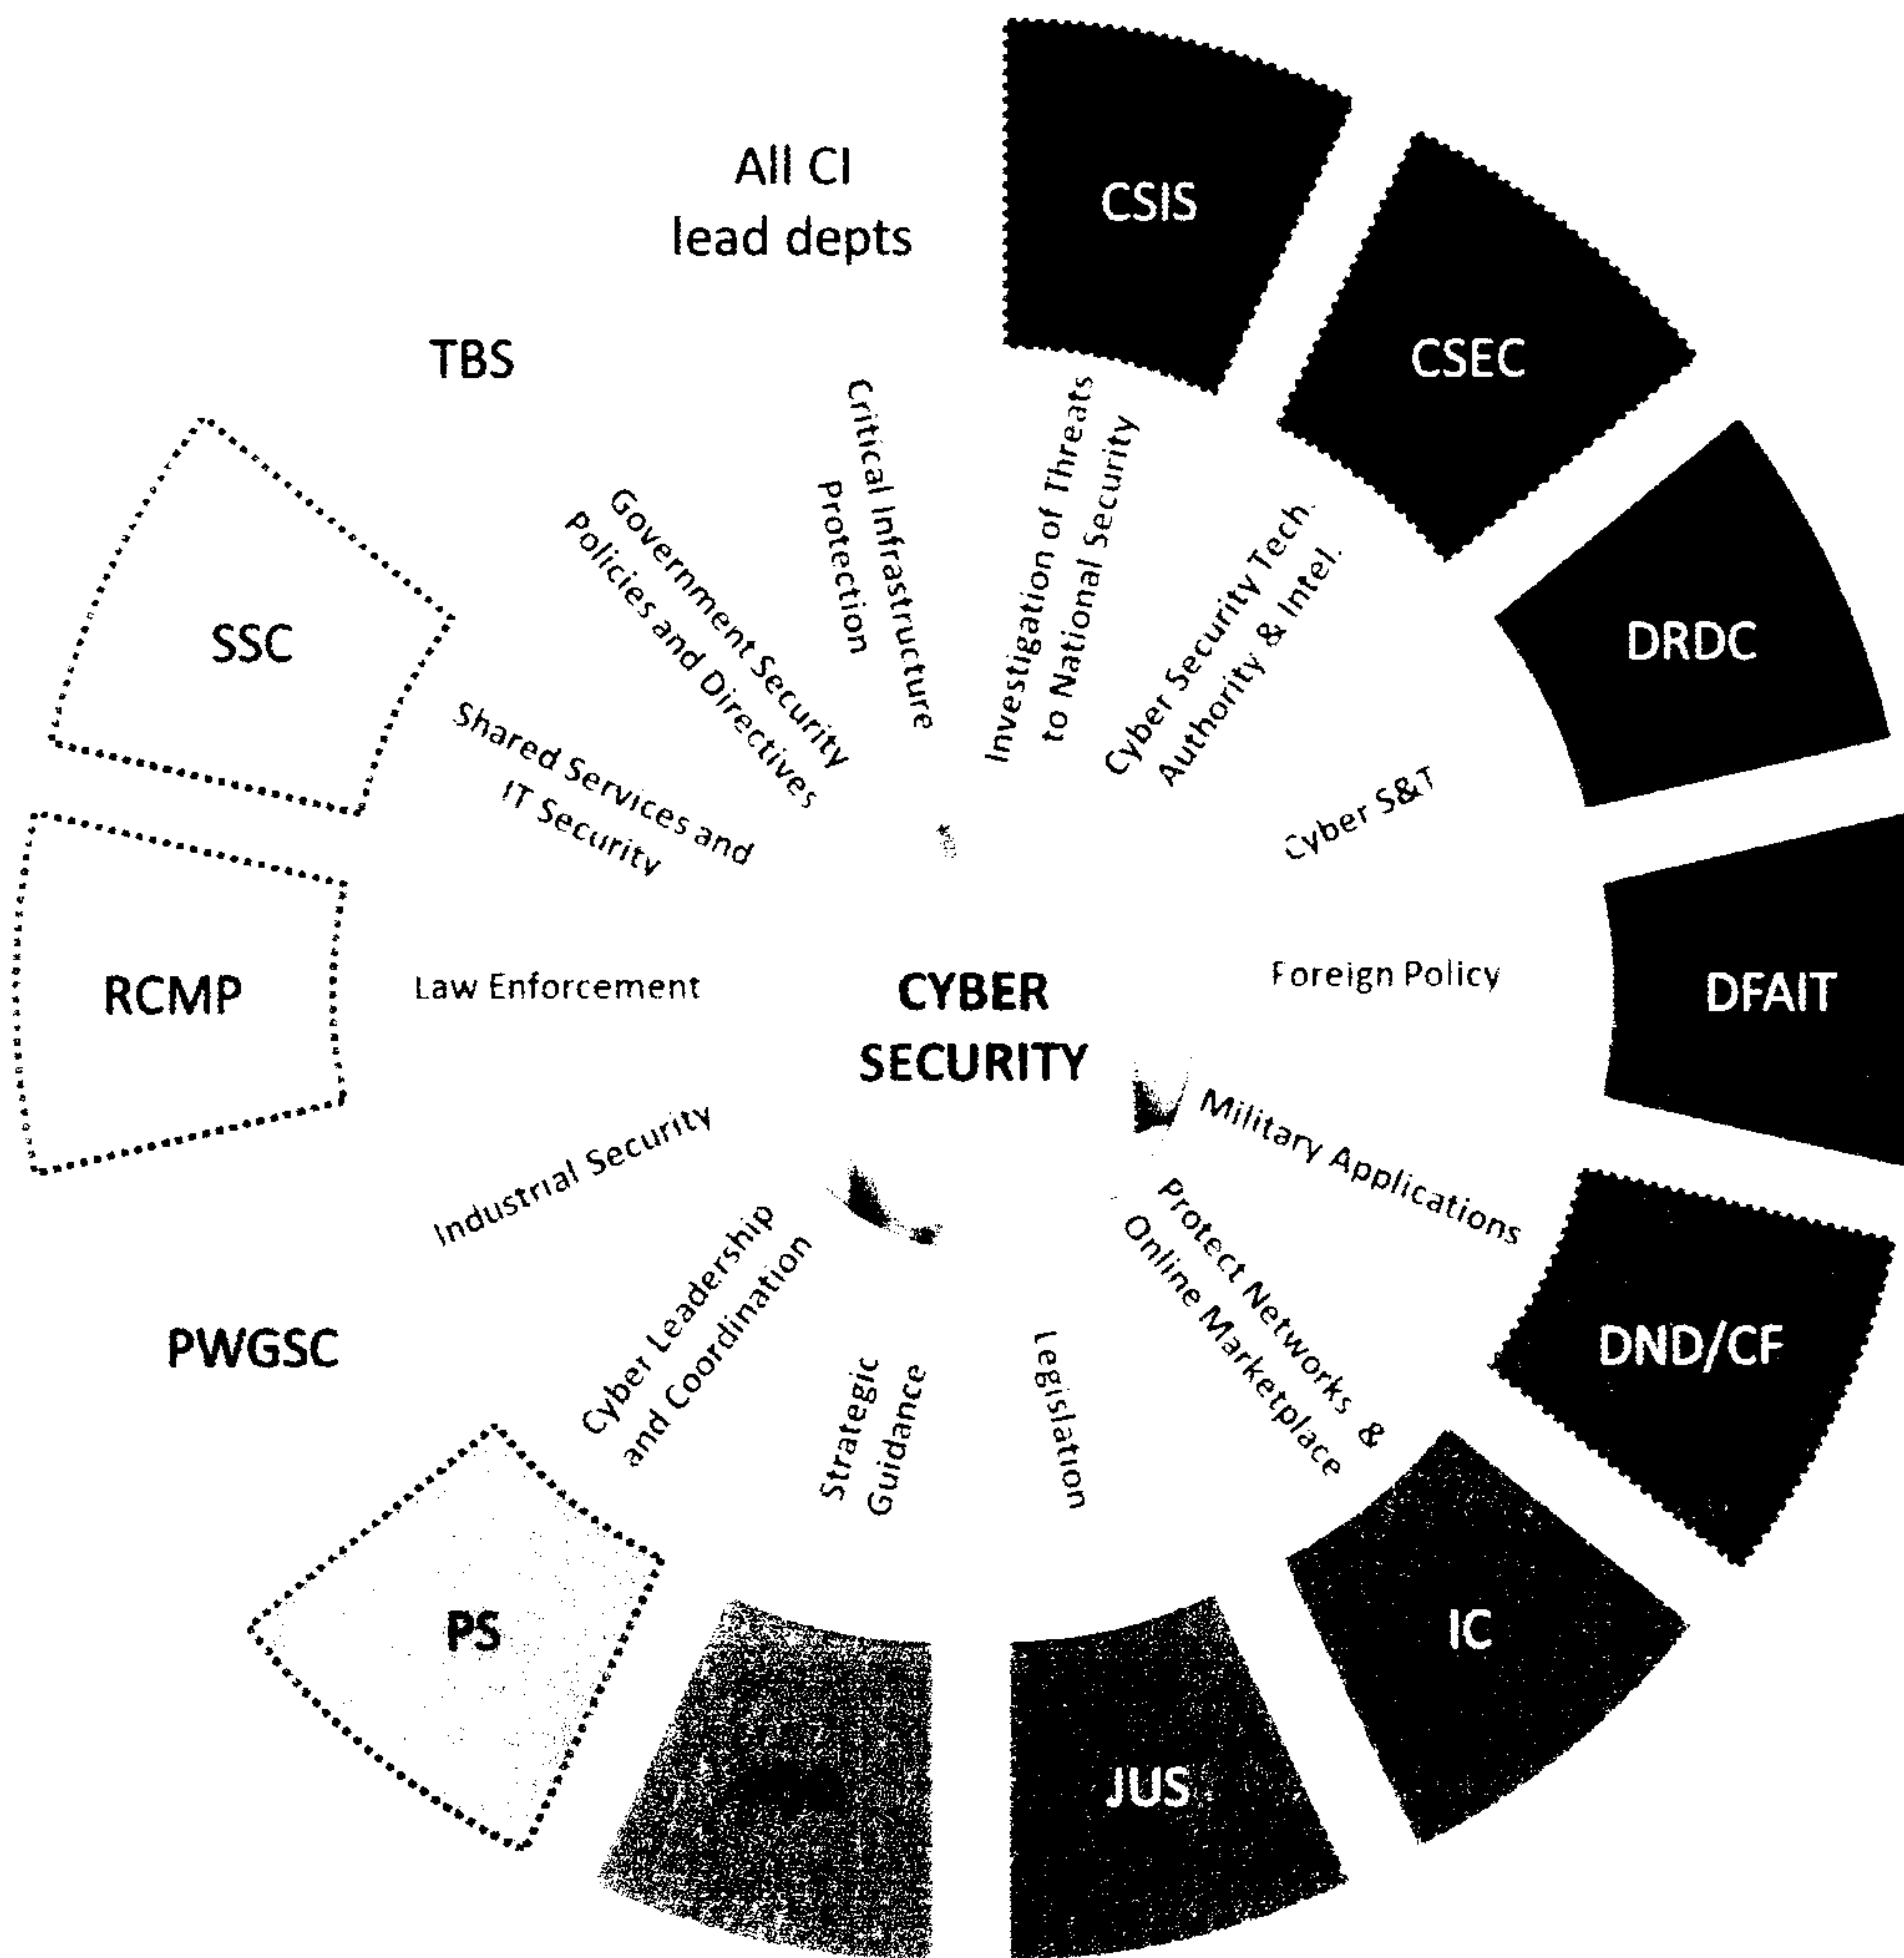 All CI
lead depts
CSIS
CSEC
DRDC
DFAIT
DND/CF
IC
JUS
PS
PWGSC
RCMP
SSC
TBS
Critical Infrastructure
Protection
Investigation of Threats
to National Security
Cyber Security Tech.
Authority & Intel.
Cyber S&T
Foreign Policy
Military Applications
Protect Networks &
Online Marketplace
Legislation
Strategic
Guidance
Cyber Leadership
and Coordination
Industrial Security
Law Enforcement
Shared Services and
IT Security
Government Security
Policies and Directives
CYBER
SECURITY